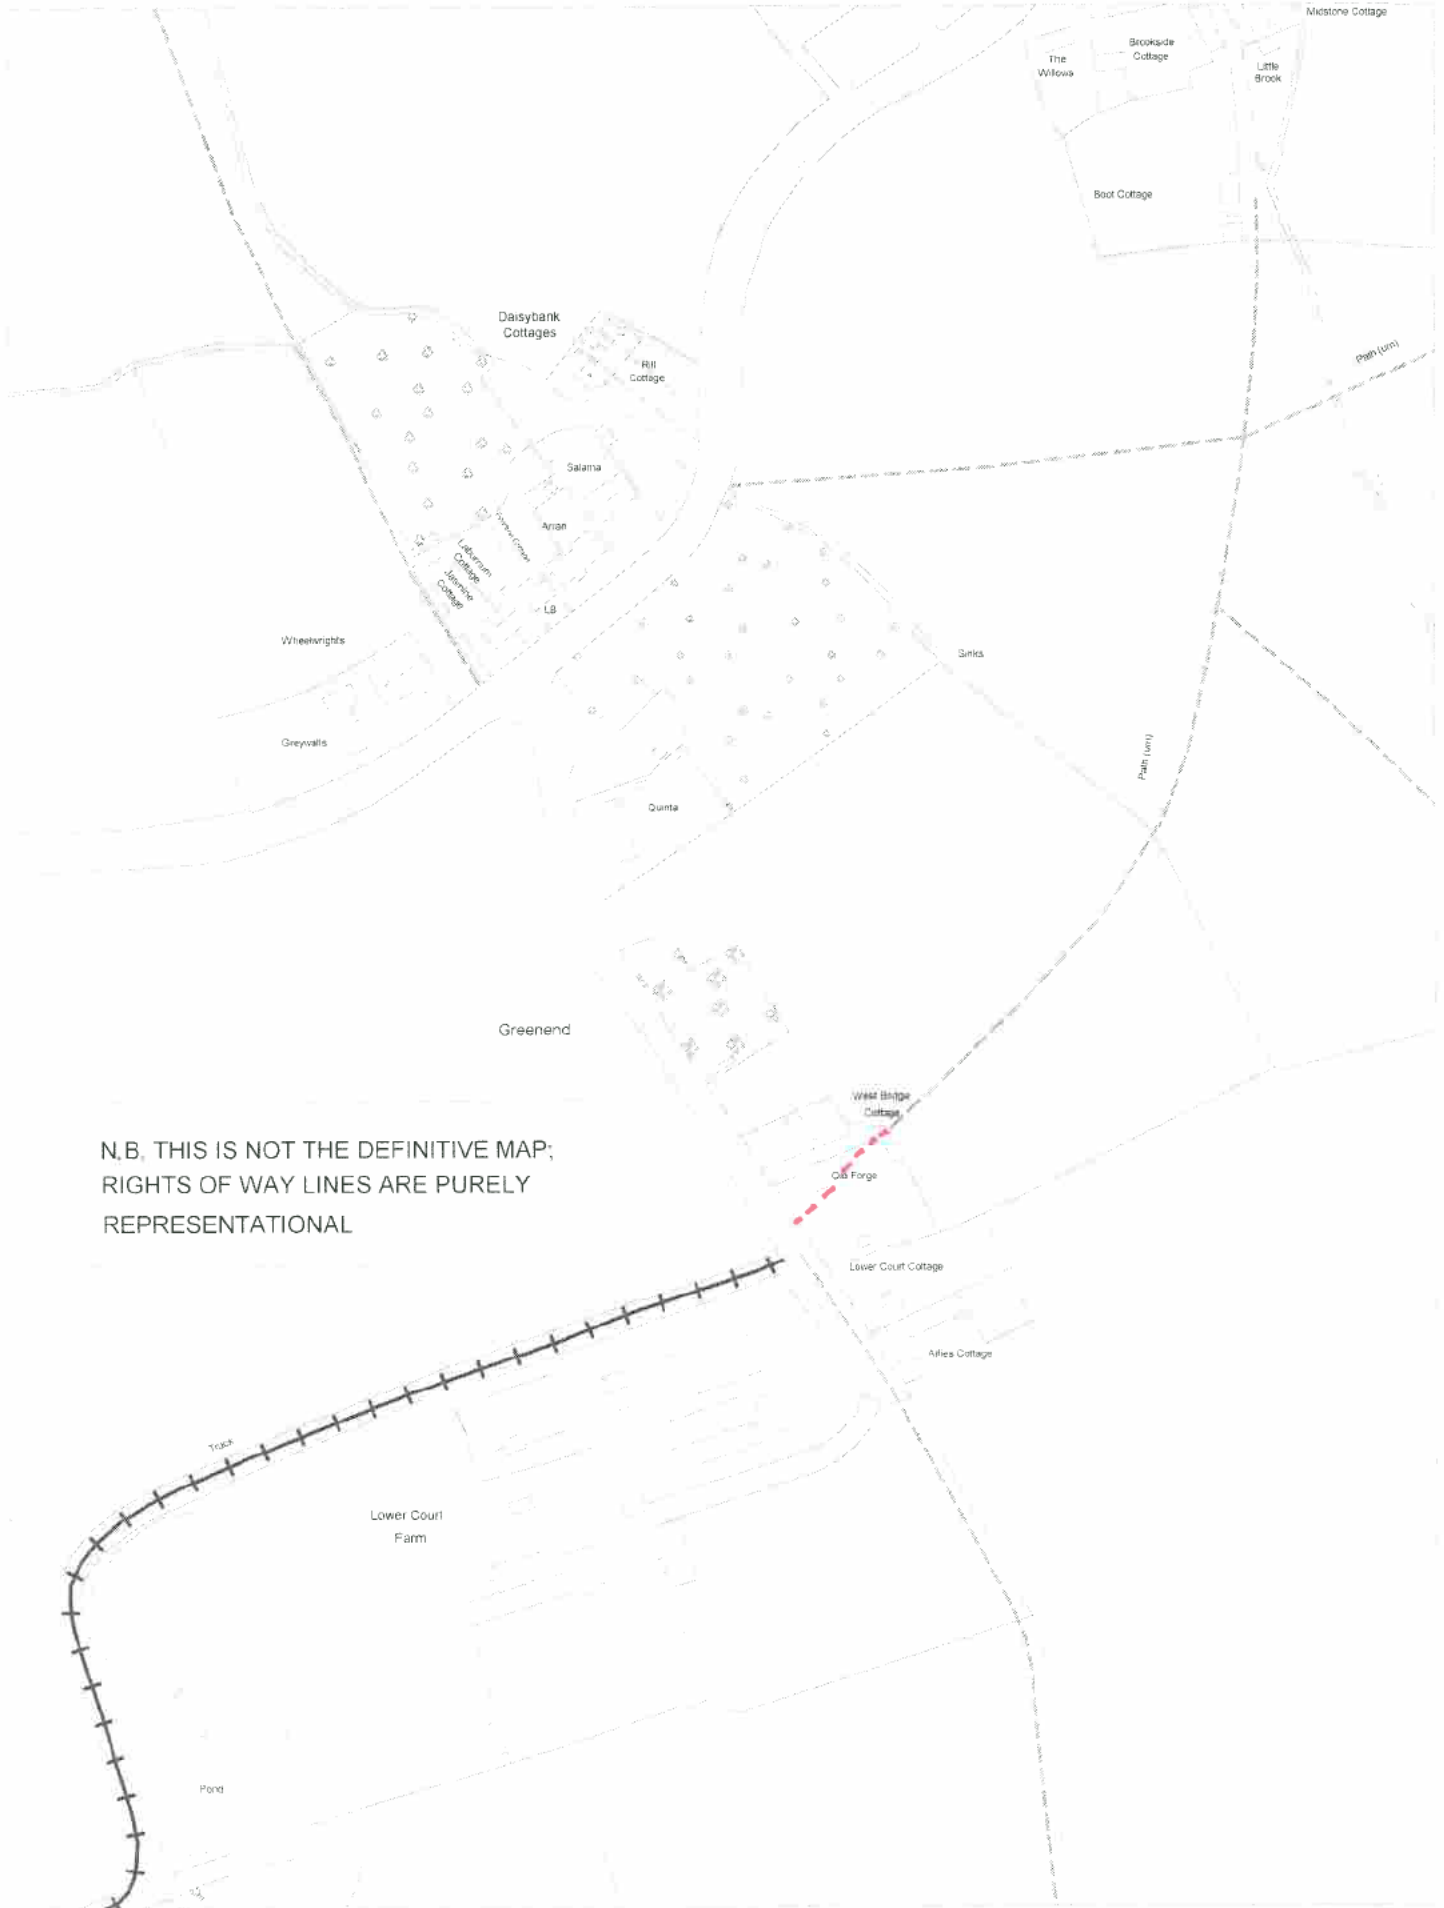 Midstone Cottage
Brookside
Cottage
The
Willows
Little
Brook
Boot Cottage
Daisybank
Cottages
Path (um)
Rill
Cottage
Salama
Arran
Laburnum
Cottage
Jasmine
Cottage
LB
Wheelwrights
Sinks
Greywalls
Path (um)
Quinta
Greenend
West Bridge
Cottage
N.B. THIS IS NOT THE DEFINITIVE MAP;
RIGHTS OF WAY LINES ARE PURELY
REPRESENTATIONAL
Old Forge
Lower Court Cottage
Alfies Cottage
Track
Lower Court
Farm
Pond